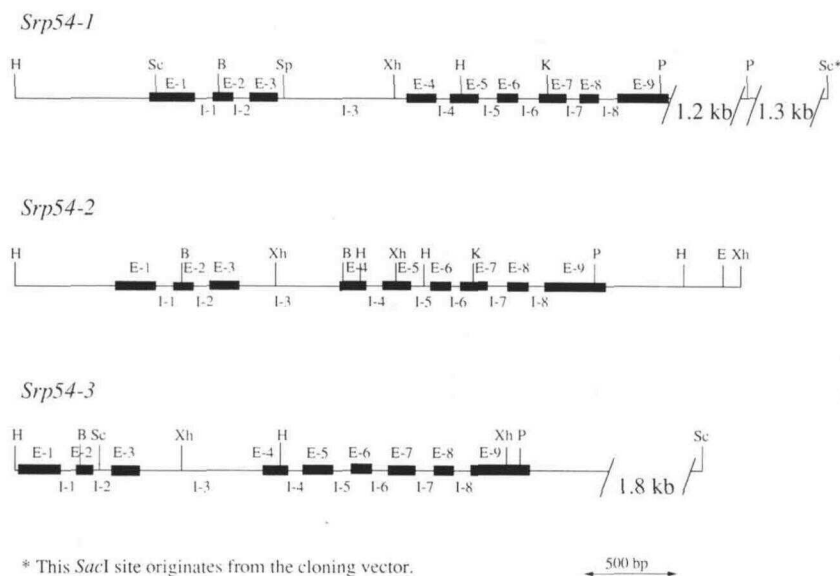 Srp54-1
H Sc B Sp Xh H K P P Sc*
E-1 E-2 E-3 E-4 E-5 E-6 E-7 E-8 E-9
I-1 I-2 I-3 I-4 I-5 I-6 I-7 I-8 1.2 kb 1.3 kb
Srp54-2
H B Xh B H Xh H K P H E Xh
E-1 E-2 E-3 E-4 E-5 E-6 E-7 E-8 E-9
I-1 I-2 I-3 I-4 I-5 I-6 I-7 I-8
Srp54-3
H B Sc Xh H Xh P Sc
E-1 E-2 E-3 E-4 E-5 E-6 E-7 E-8 E-9
I-1 I-2 I-3 I-4 I-5 I-6 I-7 I-8 1.8 kb
* This SacI site originates from the cloning vector. 500 bp